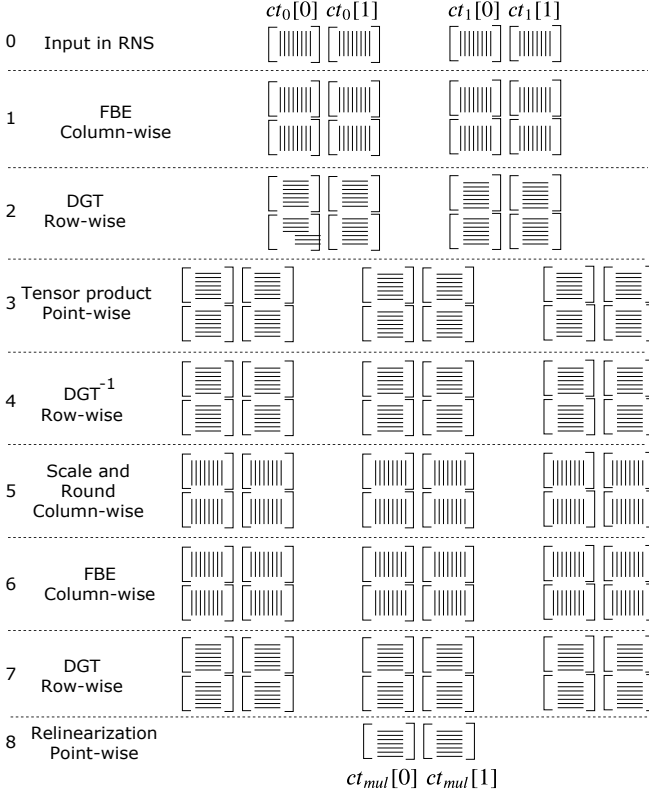 ct₀[0] ct₀[1] ct₁[0] ct₁[1]
0 Input in RNS
1 FBE
Column-wise
2 DGT
Row-wise
3 Tensor product
Point-wise
4 DGT⁻¹
Row-wise
5 Scale and
Round
Column-wise
6 FBE
Column-wise
7 DGT
Row-wise
8 Relinearization
Point-wise
ctₘᵤₗ[0] ctₘᵤₗ[1]